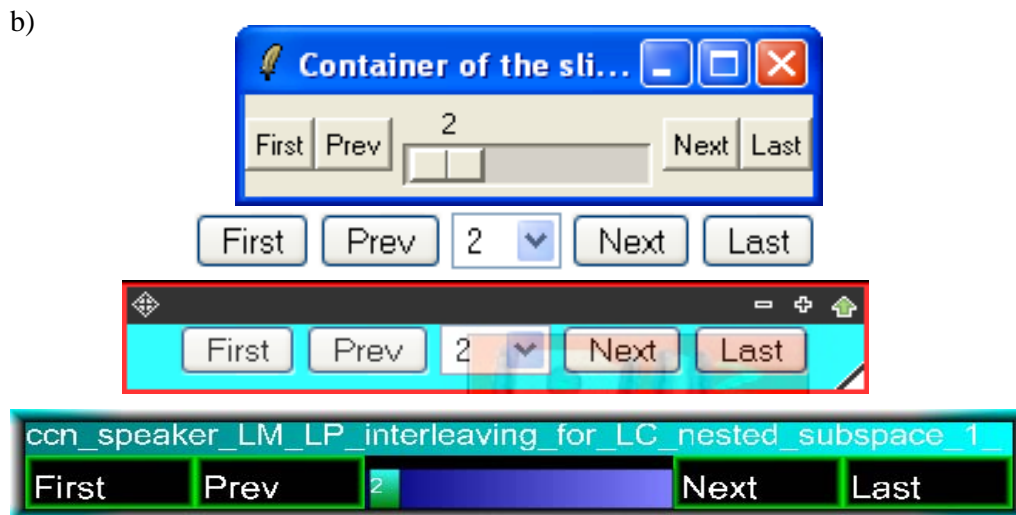 b)
Container of the sli...
2
First Prev Next Last
First Prev 2 Next Last
First Prev 2 Next Last
ccn_speaker_LM_LP_interleaving_for_LC_nested_subspace_1_
First Prev 2 Next Last